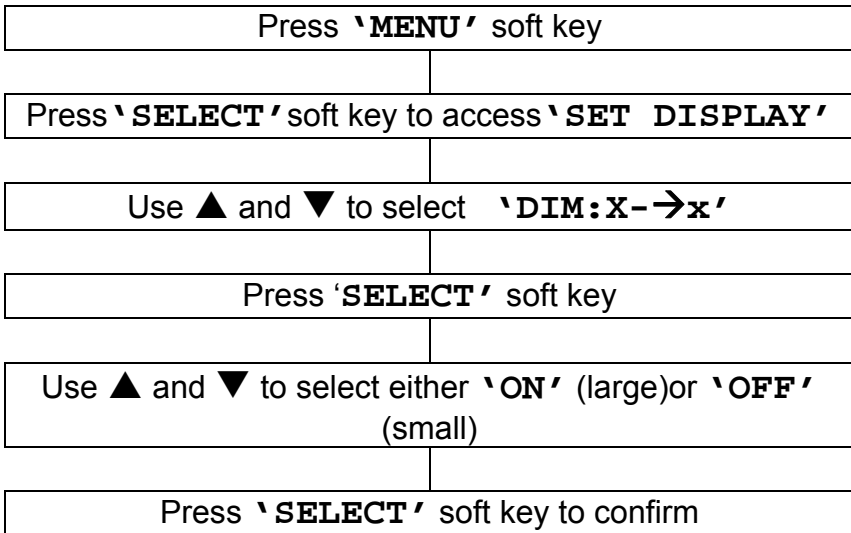 Press ‘MENU’ soft key
Press ‘SELECT’ soft key to access ‘SET DISPLAY’
Use ▲ and ▼ to select ‘DIM:X-→x’
Press ‘SELECT’ soft key
Use ▲ and ▼ to select either ‘ON’ (large)or ‘OFF’
(small)
Press ‘SELECT’ soft key to confirm